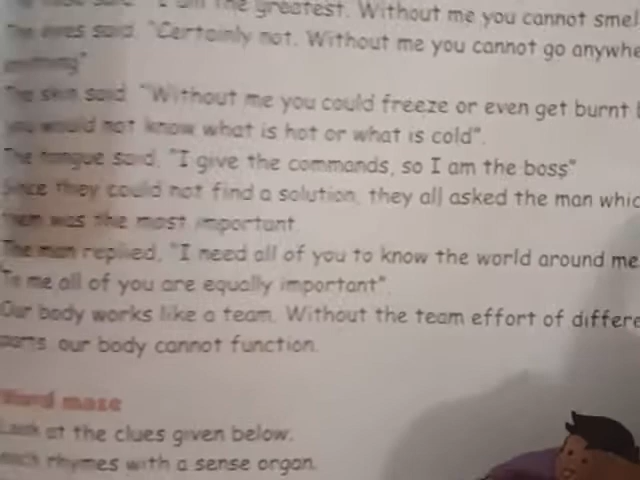 said "I am the greatest. Without me you cannot smel
The eyes said. "Certainly not. Without me you cannot go anywhe
The skin said. "Without me you could freeze or even get burnt
you would not know what is hot or what is cold".
The tongue said, "I give the commands, so I am the boss"
Since they could not find a solution, they all asked the man whic
them was the most important.
The man replied, "I need all of you to know the world around me
To me all of you are equally important".
Our body works like a team. Without the team effort of differe
parts our body cannot function.
Word maze
Look at the clues given below.
each rhymes with a sense organ.